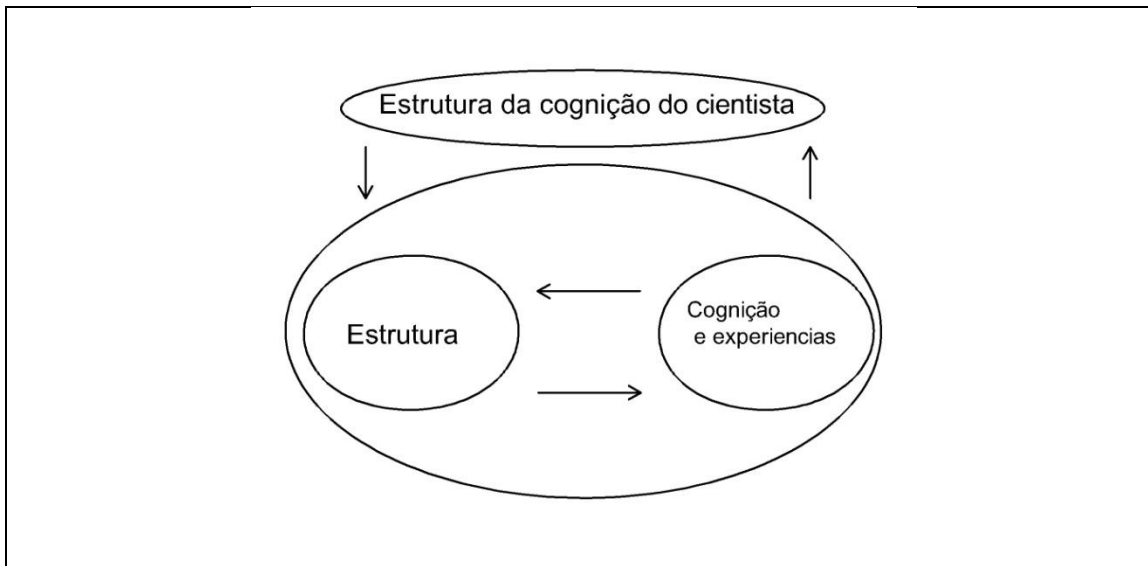 Estrutura da cognição do cientista
Estrutura
Cognição
e experiencias